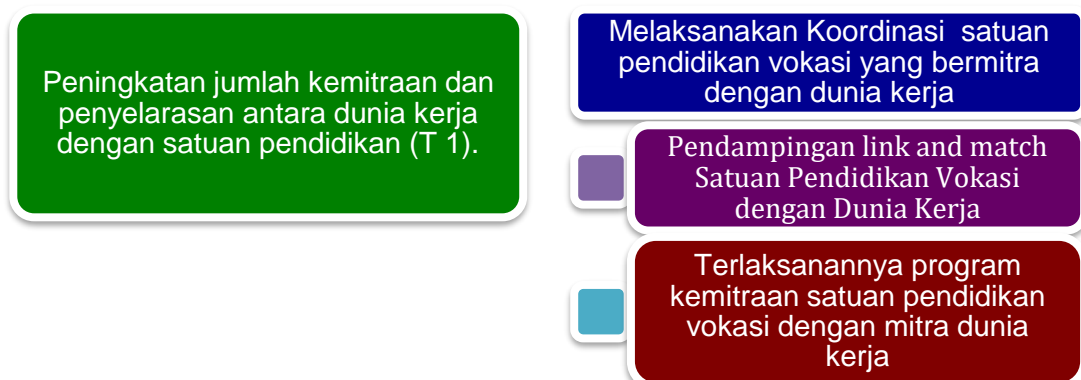 Peningkatan jumlah kemitraan dan
penyelarasan antara dunia kerja
dengan satuan pendidikan (T 1).
Melaksanakan Koordinasi satuan
pendidikan vokasi yang bermitra
dengan dunia kerja
Pendampingan link and match
Satuan Pendidikan Vokasi
dengan Dunia Kerja
Terlaksanannya program
kemitraan satuan pendidikan
vokasi dengan mitra dunia
kerja